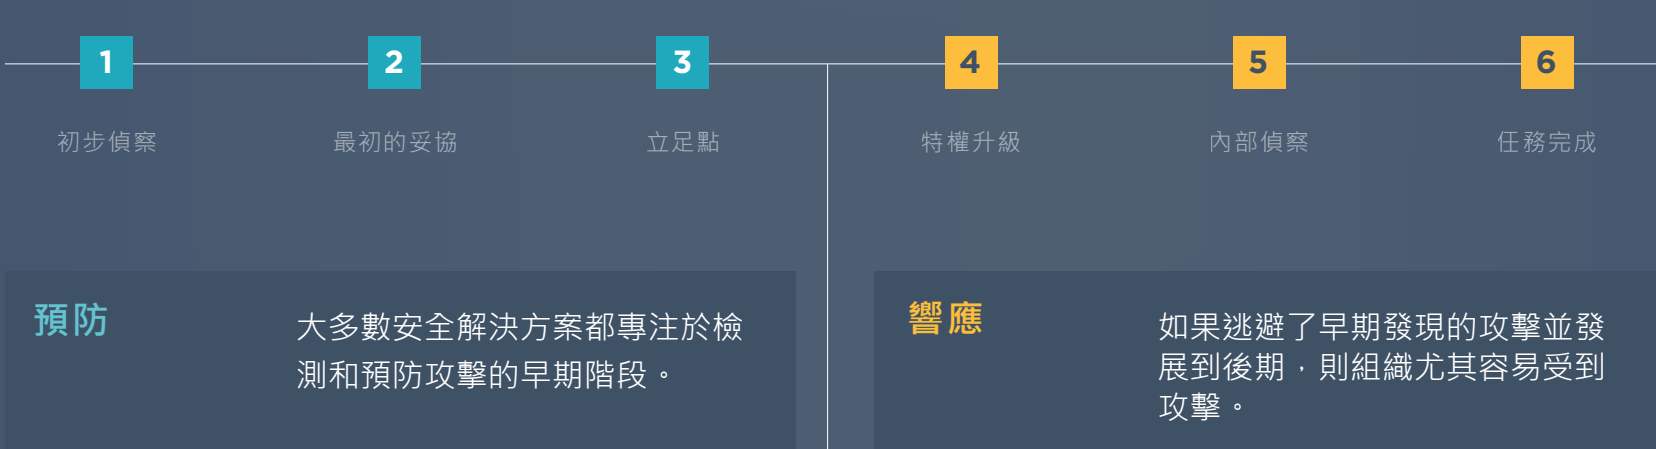 1
2
3
4
5
6
初步偵察
最初的妥協
立足點
特權升級
內部偵察
任務完成
預防
大多數安全解決方案都專注於檢
測和預防攻擊的早期階段。
響應
如果逃避了早期發現的攻擊並發
展到後期,則組織尤其容易受到
攻擊。